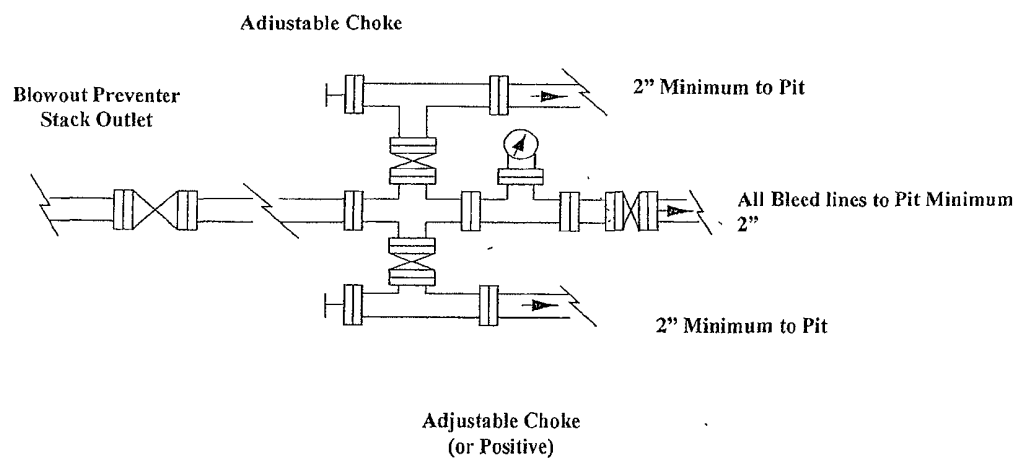 Adiustable Choke
Blowout Preventer
Stack Outlet
2" Minimum to Pit
All Bleed lines to Pit Minimum
2"
2" Minimum to Pit
Adjustable Choke
(or Positive)